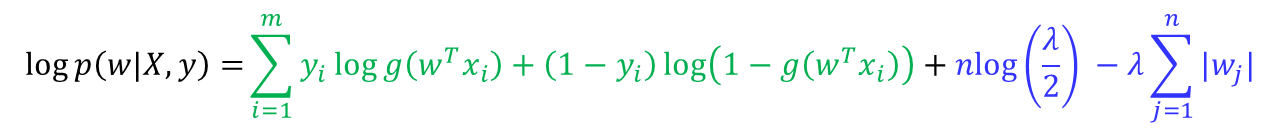 log p(w|X, y) = ∑_{i=1}^{m} y_i log g(w^T x_i) + (1 − y_i) log(1 − g(w^T x_i)) + n log(λ/2) − λ ∑_{j=1}^{n} |w_j|